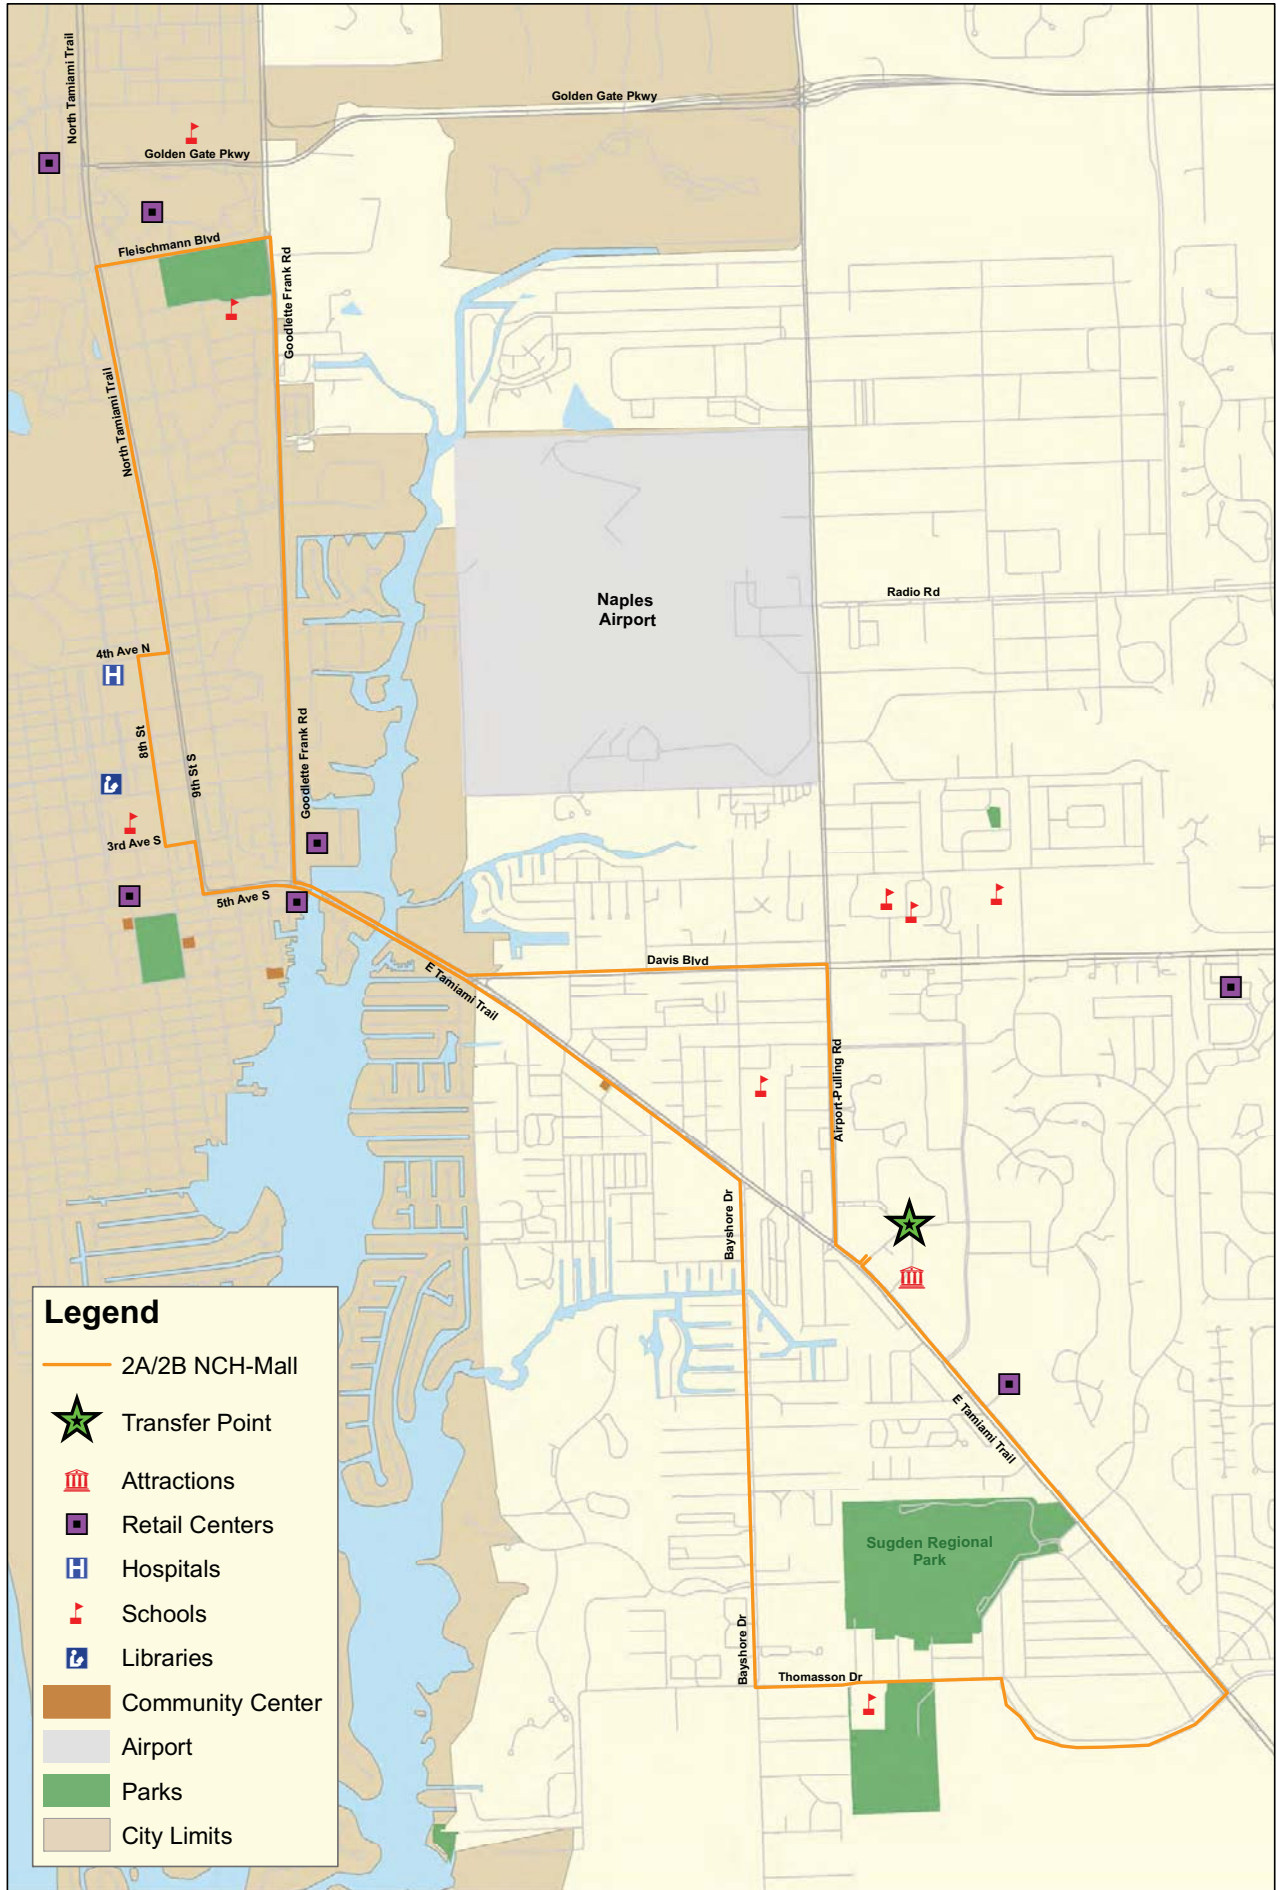 North Tamiami Trail
Golden Gate Pkwy
Golden Gate Pkwy
Fleischmann Blvd
Goodlette Frank Rd
North Tamiami Trail
Naples
Airport
Radio Rd
4th Ave N
H
8th St
9th St S
Goodlette Frank Rd
3rd Ave S
5th Ave S
Davis Blvd
E Tamiami Trail
Airport-Pulling Rd
Bayshore Dr
E Tamiami Trail
Sugden Regional
Park
Bayshore Dr
Thomasson Dr
Legend
2A/2B NCH-Mall
Transfer Point
Attractions
Retail Centers
H Hospitals
Schools
Libraries
Community Center
Airport
Parks
City Limits